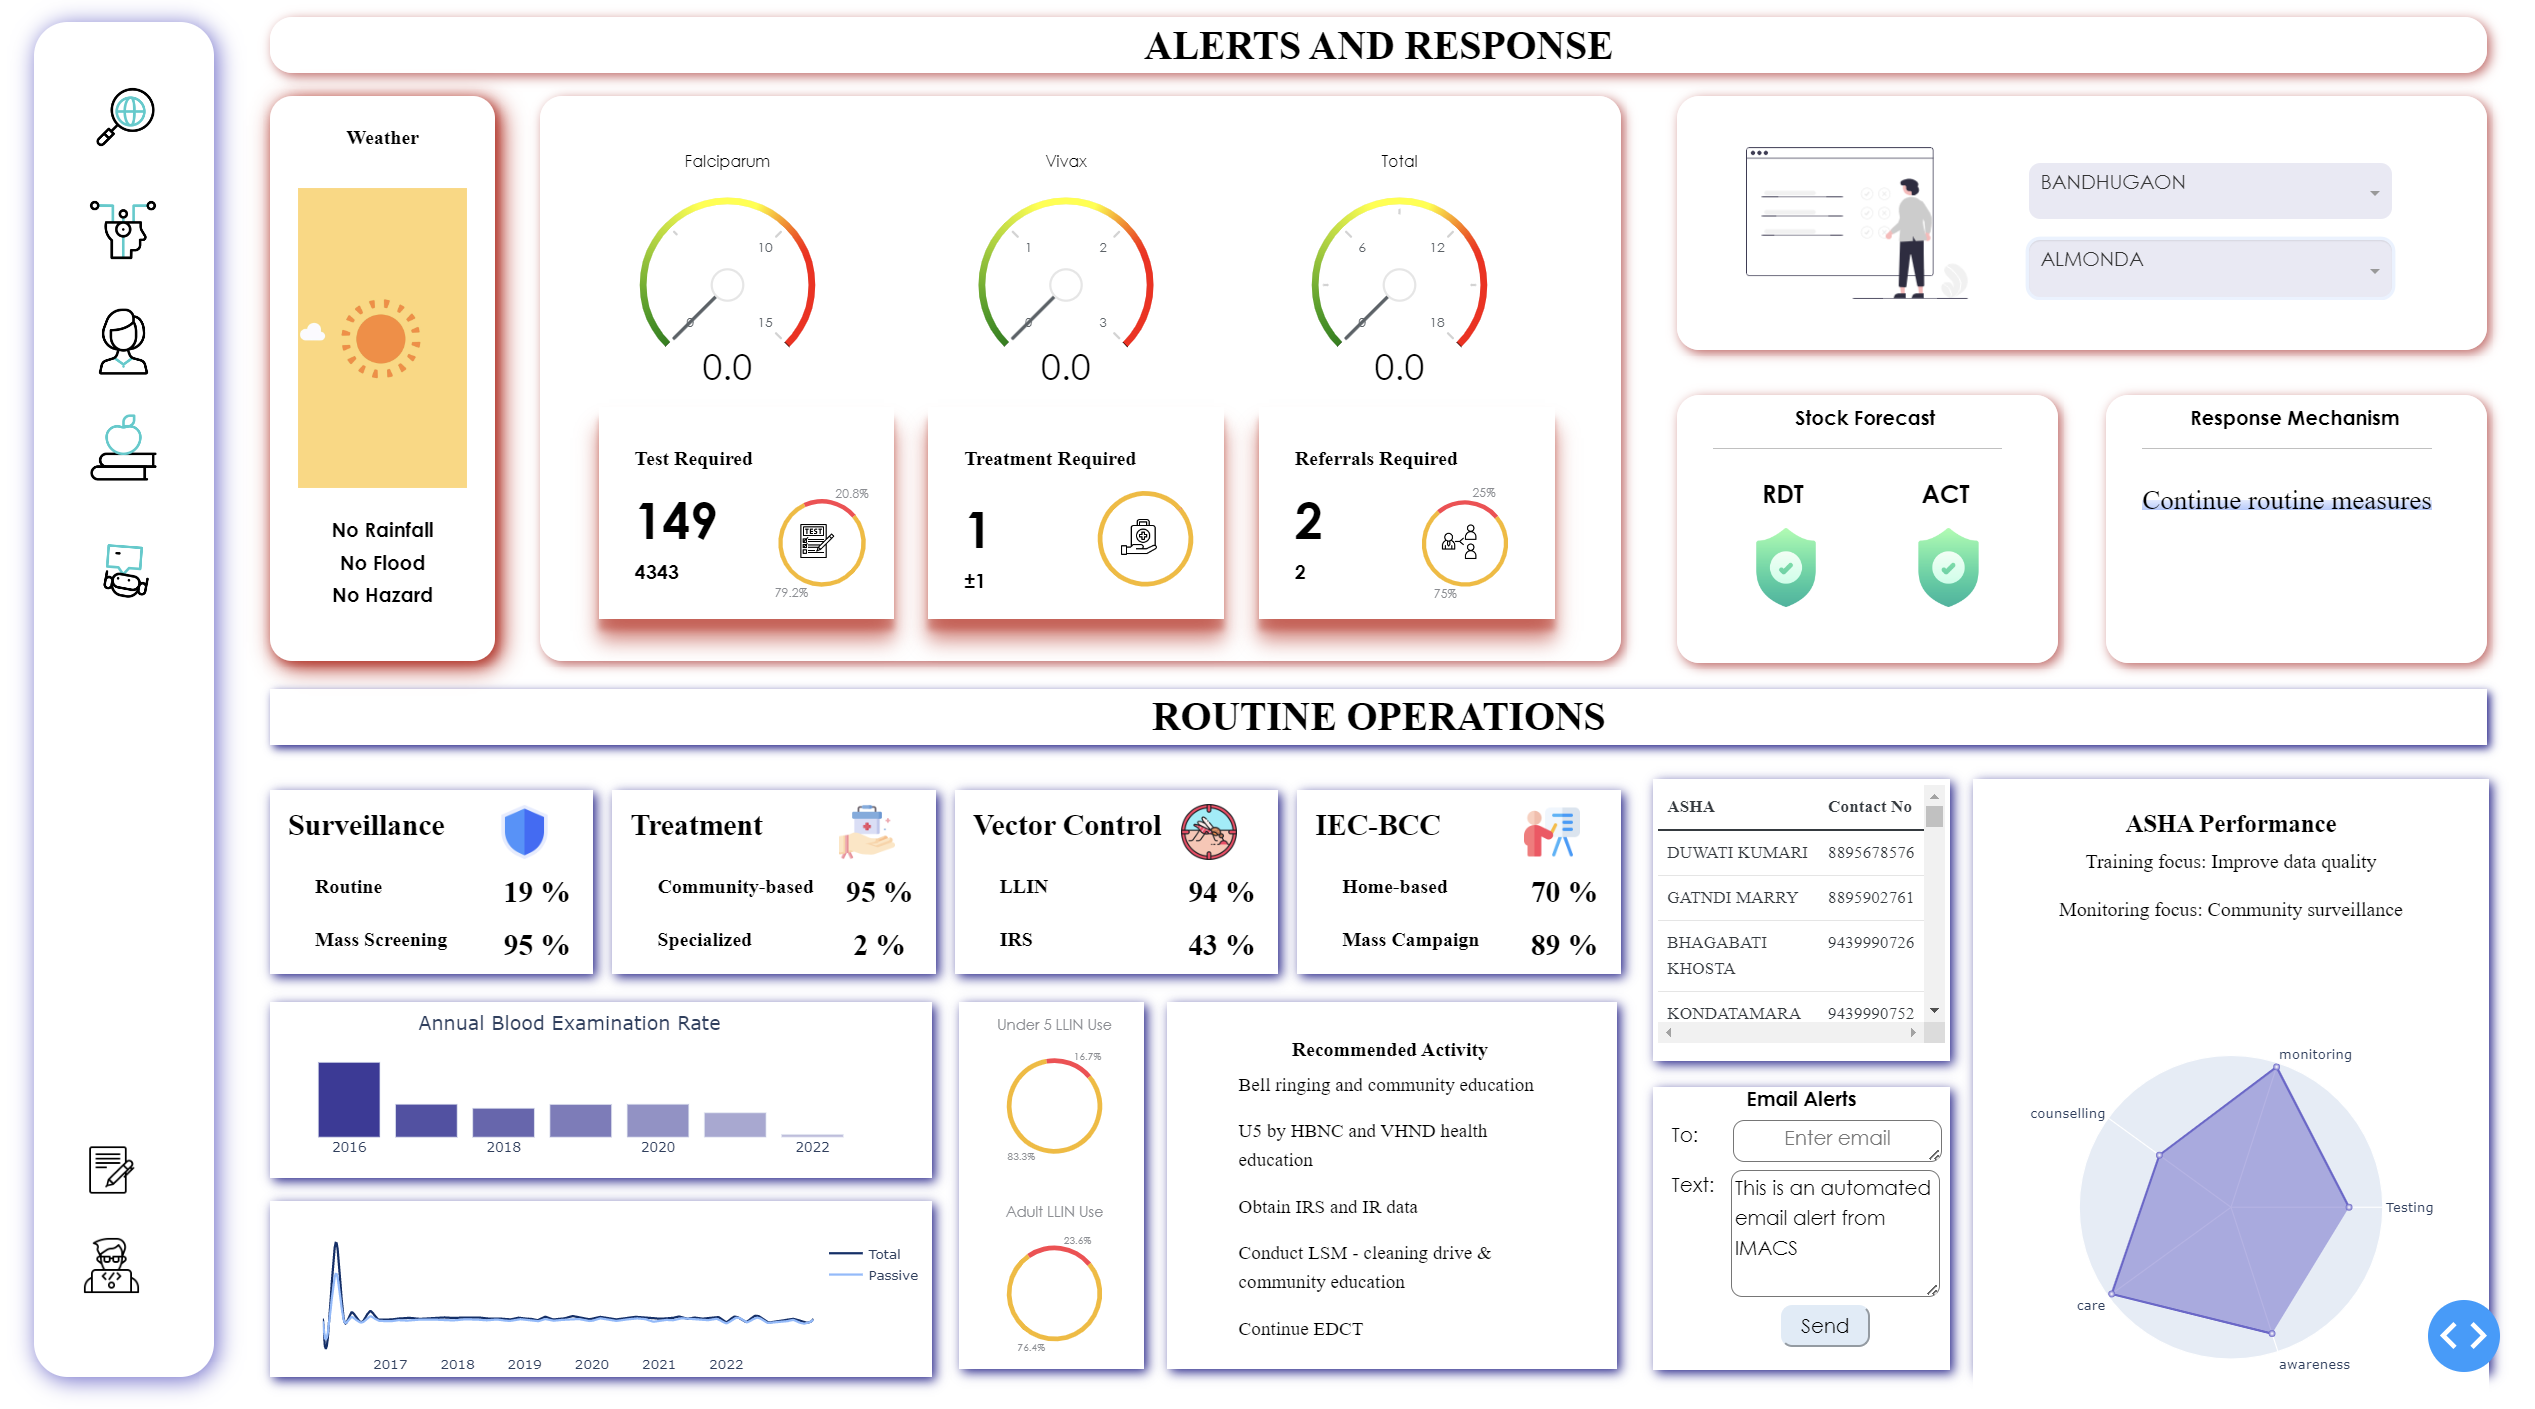 ALERTS AND RESPONSE
Weather
No Rainfall
No Flood
No Hazard
Falciparum
0
10
15
0.0
Vivax
0
1
2
3
0.0
Total
0
6
12
18
0.0
Test Required
149
4343
20.8%
TEST
79.2%
Treatment Required
1
±1
Referrals Required
2
2
25%
75%
BANDHUGAON
ALMONDA
Stock Forecast
RDT
ACT
Response Mechanism
Continue routine measures
ROUTINE OPERATIONS
Surveillance
Routine 19 %
Mass Screening 95 %
Treatment
Community-based 95 %
Specialized 2 %
Vector Control
LLIN 94 %
IRS 43 %
IEC-BCC
Home-based 70 %
Mass Campaign 89 %
ASHA Contact No
DUWATI KUMARI 8895678576
GATNDI MARRY 8895902761
BHAGABATI 9439990726
KHOSTA
KONDATAMARA 9439990752
ASHA Performance
Training focus: Improve data quality
Monitoring focus: Community surveillance
monitoring
counselling
Testing
care
awareness
Annual Blood Examination Rate
2016 2018 2020 2022
Total
Passive
2017 2018 2019 2020 2021 2022
Under 5 LLIN Use
16.7%
83.3%
Adult LLIN Use
23.6%
76.4%
Recommended Activity
Bell ringing and community education
U5 by HBNC and VHND health
education
Obtain IRS and IR data
Conduct LSM - cleaning drive &
community education
Continue EDCT
Email Alerts
To: Enter email
Text: This is an automated
email alert from
IMACS
Send